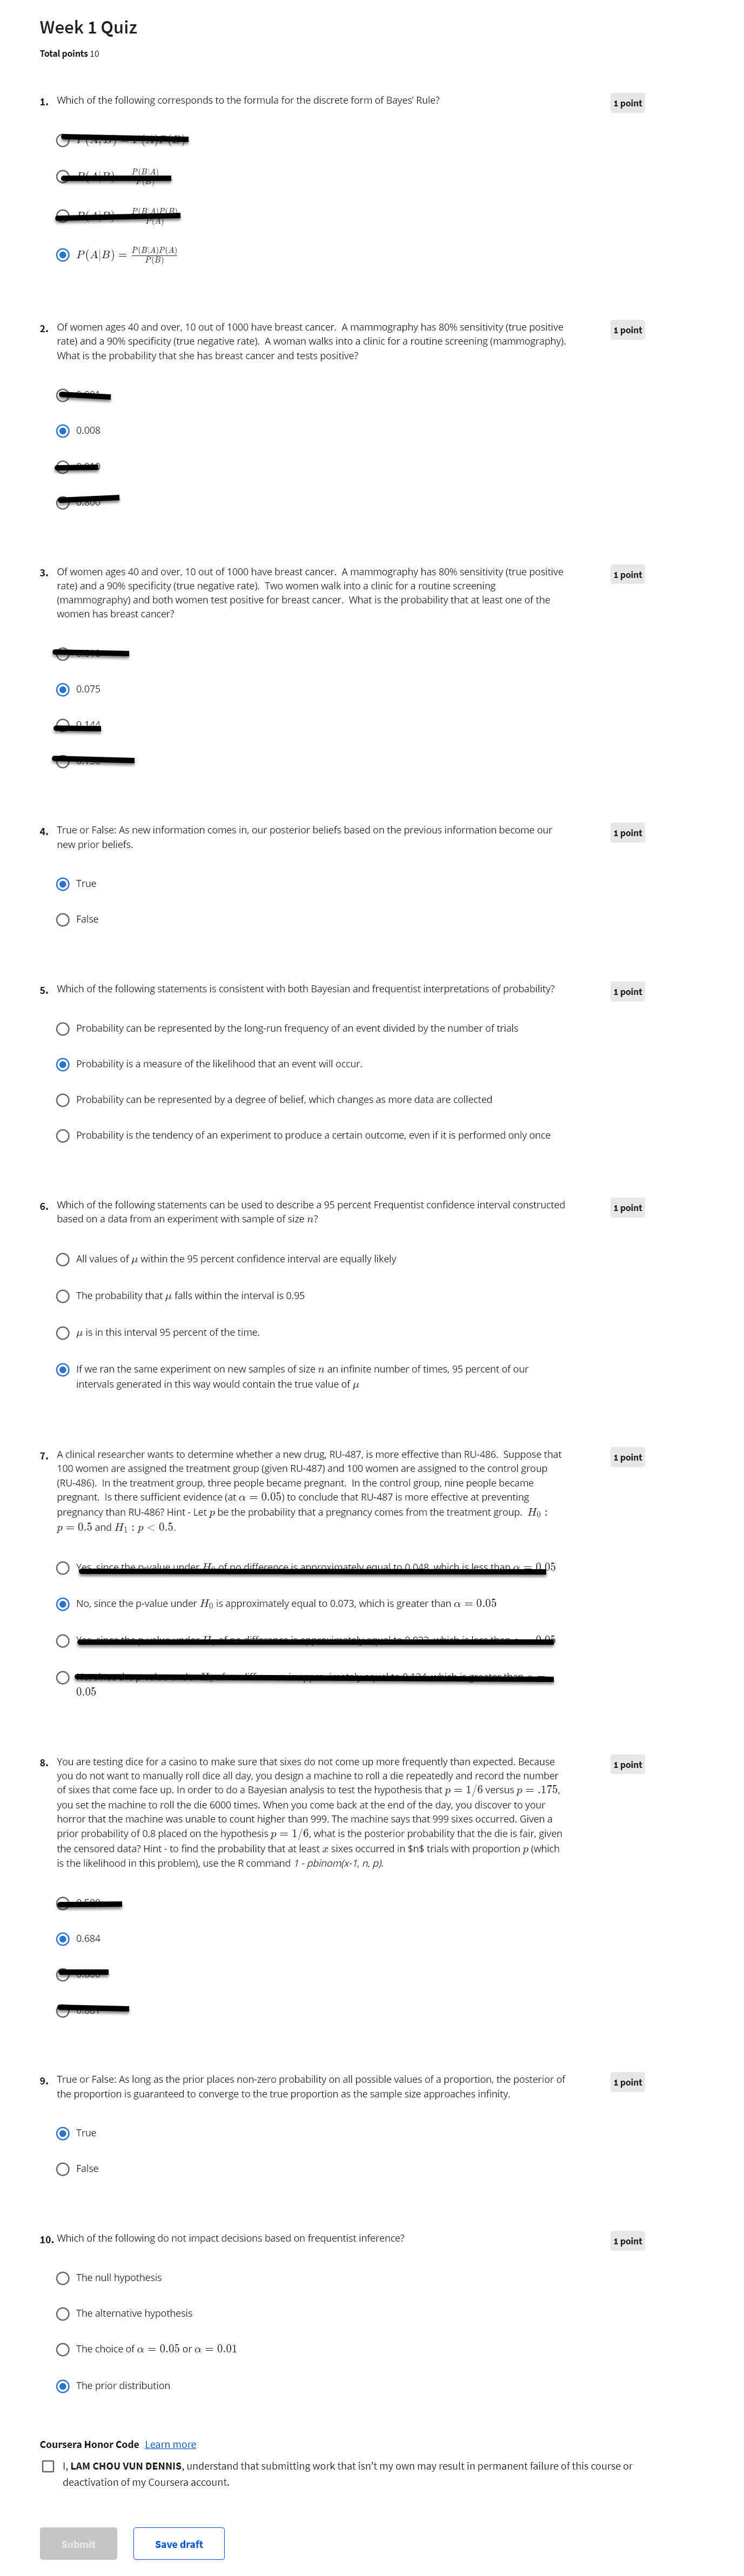 Week 1 Quiz
Total points 10
1. Which of the following corresponds to the formula for the discrete form of Bayes' Rule? 1 point
P(A|B) = P(B|A)P(A) / P(B)
2. Of women ages 40 and over, 10 out of 1000 have breast cancer. A mammography has 80% sensitivity (true positive 1 point
rate) and a 90% specificity (true negative rate). A woman walks into a clinic for a routine screening (mammography).
What is the probability that she has breast cancer and tests positive?
0.008
3. Of women ages 40 and over, 10 out of 1000 have breast cancer. A mammography has 80% sensitivity (true positive 1 point
rate) and a 90% specificity (true negative rate). Two women walk into a clinic for a routine screening
(mammography) and both women test positive for breast cancer. What is the probability that at least one of the
women has breast cancer?
0.075
0.144
4. True or False: As new information comes in, our posterior beliefs based on the previous information become our 1 point
new prior beliefs.
True
False
5. Which of the following statements is consistent with both Bayesian and frequentist interpretations of probability? 1 point
Probability can be represented by the long-run frequency of an event divided by the number of trials
Probability is a measure of the likelihood that an event will occur.
Probability can be represented by a degree of belief, which changes as more data are collected
Probability is the tendency of an experiment to produce a certain outcome, even if it is performed only once
6. Which of the following statements can be used to describe a 95 percent Frequentist confidence interval constructed 1 point
based on a data from an experiment with sample of size n?
All values of μ within the 95 percent confidence interval are equally likely
The probability that μ falls within the interval is 0.95
μ is in this interval 95 percent of the time.
If we ran the same experiment on new samples of size n an infinite number of times, 95 percent of our
intervals generated in this way would contain the true value of μ
7. A clinical researcher wants to determine whether a new drug, RU-487, is more effective than RU-486. Suppose that 1 point
100 women are assigned the treatment group (given RU-487) and 100 women are assigned to the control group
(RU-486). In the treatment group, three people became pregnant. In the control group, nine people became
pregnant. Is there sufficient evidence (at α = 0.05) to conclude that RU-487 is more effective at preventing
pregnancy than RU-486? Hint - Let p be the probability that a pregnancy comes from the treatment group. H0 :
p = 0.5 and H1 : p < 0.5.
Yes, since the p-value under H0 of no difference is approximately equal to 0.048, which is less than α = 0.05
No, since the p-value under H0 is approximately equal to 0.073, which is greater than α = 0.05
0.05
8. You are testing dice for a casino to make sure that sixes do not come up more frequently than expected. Because 1 point
you do not want to manually roll dice all day, you design a machine to roll a die repeatedly and record the number
of sixes that come face up. In order to do a Bayesian analysis to test the hypothesis that p = 1/6 versus p = .175,
you set the machine to roll the die 6000 times. When you come back at the end of the day, you discover to your
horror that the machine was unable to count higher than 999. The machine says that 999 sixes occurred. Given a
prior probability of 0.8 placed on the hypothesis p = 1/6, what is the posterior probability that the die is fair, given
the censored data? Hint - to find the probability that at least x sixes occurred in $n$ trials with proportion p (which
is the likelihood in this problem), use the R command 1 - pbinom(x-1, n, p).
0.684
9. True or False: As long as the prior places non-zero probability on all possible values of a proportion, the posterior of 1 point
the proportion is guaranteed to converge to the true proportion as the sample size approaches infinity.
True
False
10. Which of the following do not impact decisions based on frequentist inference? 1 point
The null hypothesis
The alternative hypothesis
The choice of α = 0.05 or α = 0.01
The prior distribution
Coursera Honor Code Learn more
I, LAM CHOU VUN DENNIS, understand that submitting work that isn't my own may result in permanent failure of this course or
deactivation of my Coursera account.
Submit Save draft